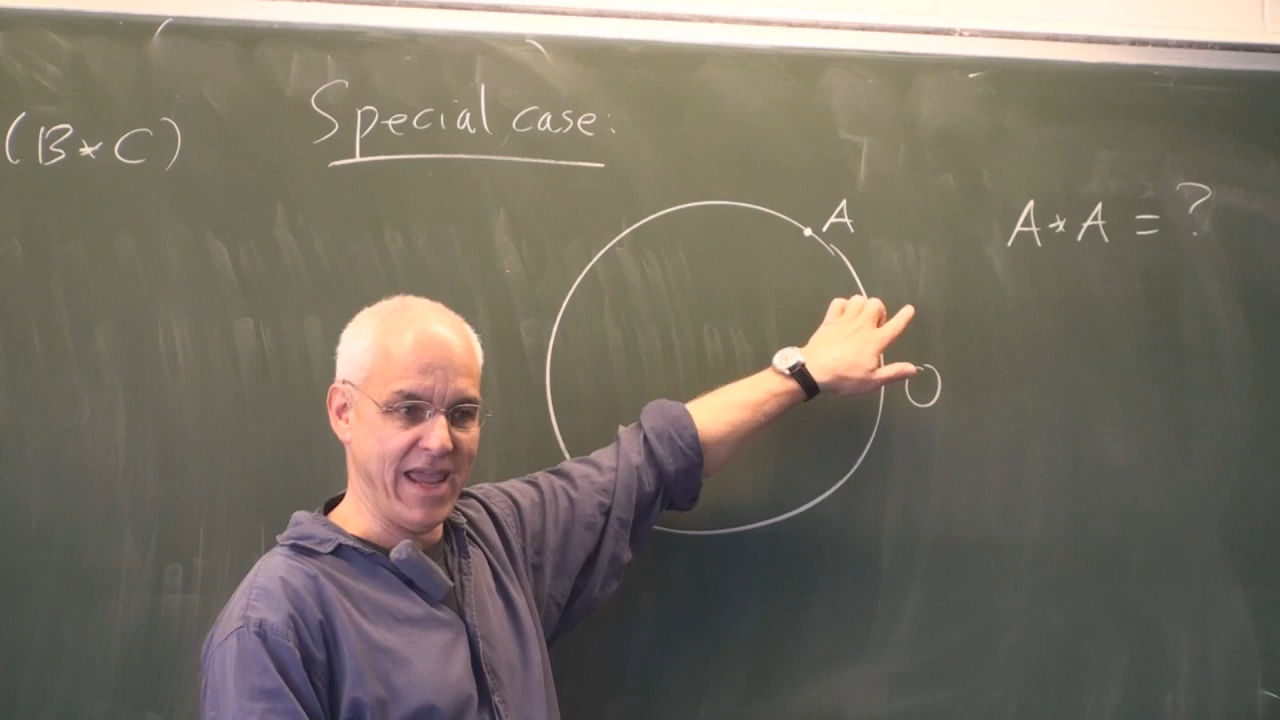 (B*C)
Special case:
A
A*A = ?
O